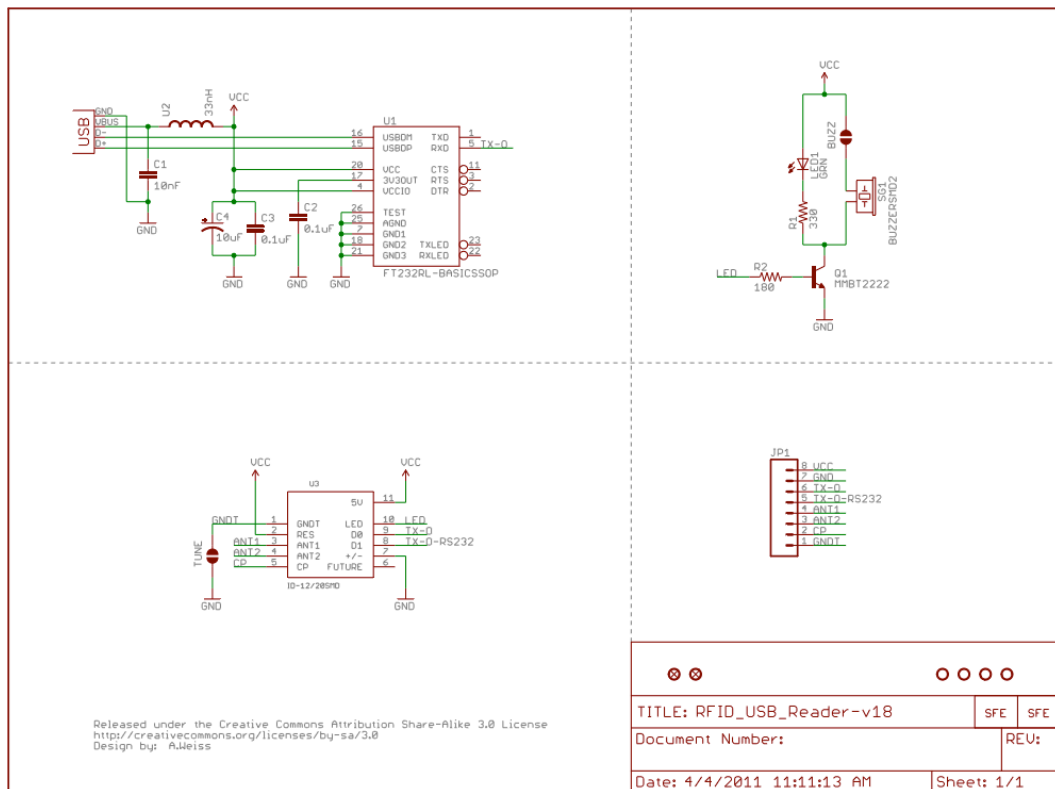 GND
VBUS
D-
D+
USB
U2
33nH
VCC
C1
10nF
GND
C4
10uF
C3
0.1uF
GND
C2
0.1uF
GND
GND
U1
16 USBDM TXD 1
15 USBDP RXD 5 TX-0
20 VCC CTS 11
17 3V3OUT RTS 3
4 VCCIO DTR 2
26 TEST
25 AGND
7 GND1
18 GND2 TXLED 23
21 GND3 RXLED 22
FT232RL-BASICSSOP
VCC
BUZZ
LED1
GRN
SG1
BUZZERSMD2
R1
330
LED
R2
180
Q1
MMBT2222
GND
VCC
VCC
U3
5V 11
GNDT 1 GNDT LED 10 LED
2 RES D0 9 TX-0
ANT1 3 ANT1 D1 8 TX-0-RS232
ANT2 4 ANT2 +/- 7
CP 5 CP FUTURE 6
TUNE
ID-12/20SMD
GND
GND
JP1
8 VCC
7 GND
6 TX-0
5 TX-0-RS232
4 ANT1
3 ANT2
2 CP
1 GNDT
Released under the Creative Commons Attribution Share-Alike 3.0 License
http://creativecommons.org/licenses/by-sa/3.0
Design by: A.Weiss
TITLE: RFID_USB_Reader-v18
SFE SFE
Document Number:
REV:
Date: 4/4/2011 11:11:13 AM
Sheet: 1/1